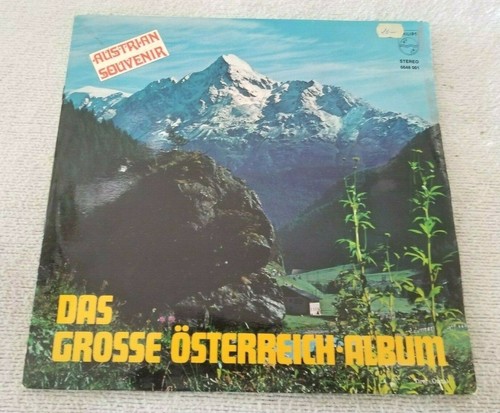 AUSTRIAN
SOUVENIR
STEREO
DAS
GROSSE ÖSTERREICH-ALBUM